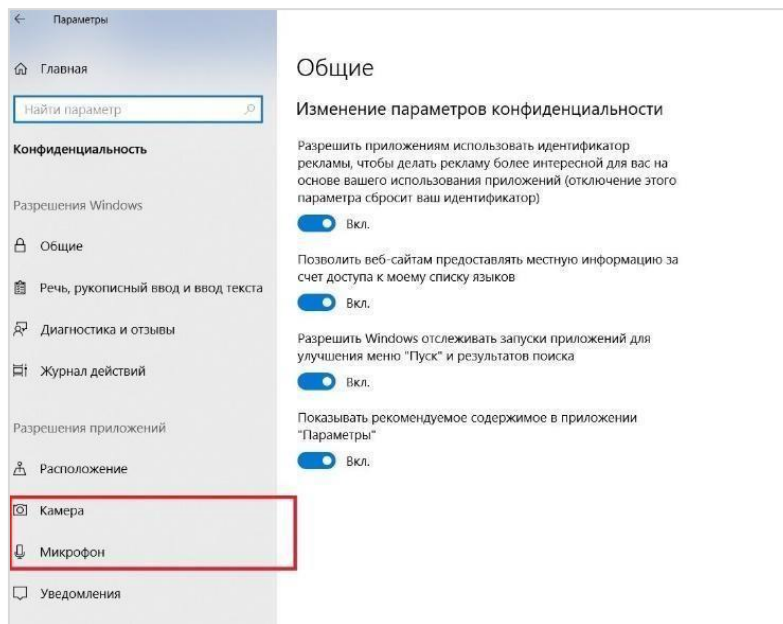 Параметры
Главная
Найти параметр
Конфиденциальность
Разрешения Windows
Общие
Речь, рукописный ввод и ввод текста
Диагностика и отзывы
Журнал действий
Разрешения приложений
Расположение
Камера
Микрофон
Уведомления
Общие
Изменение параметров конфиденциальности
Разрешить приложениям использовать идентификатор
рекламы, чтобы делать рекламу более интересной для вас на
основе вашего использования приложений (отключение этого
параметра сбросит ваш идентификатор)
Вкл.
Позволить веб-сайтам предоставлять местную информацию за
счет доступа к моему списку языков
Вкл.
Разрешить Windows отслеживать запуски приложений для
улучшения меню "Пуск" и результатов поиска
Вкл.
Показывать рекомендуемое содержимое в приложении
"Параметры"
Вкл.